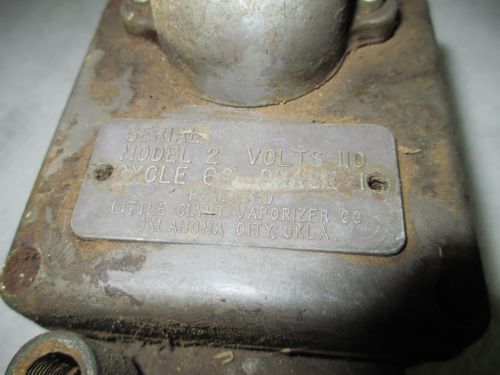 SERIAL
MODEL 2 VOLTS 110
CYCLE 60 PHASE 1
LITTLE GIANT VAPORIZER CO.
OKLAHOMA CITY, OKLA.